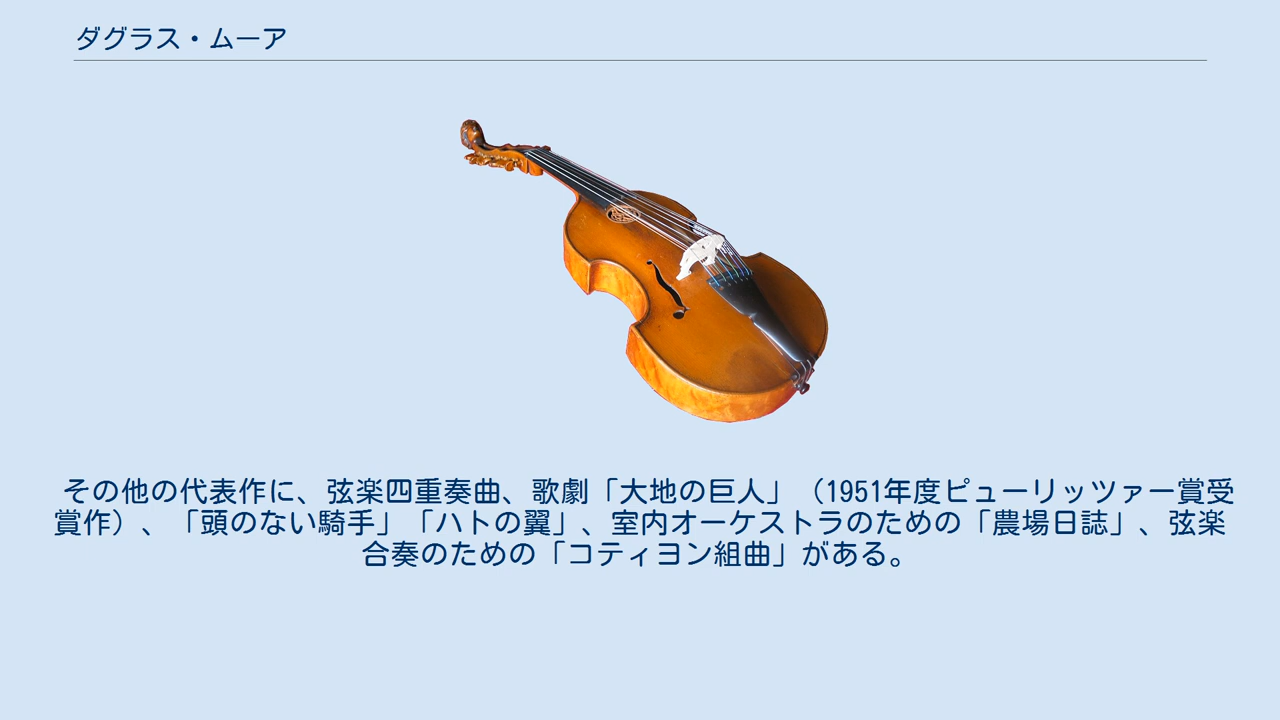 ダグラス・ムーア
その他の代表作に、弦楽四重奏曲、歌劇「大地の巨人」（1951年度ピューリッツァー賞受
賞作）、「頭のない騎手」「ハトの翼」、室内オーケストラのための「農場日誌」、弦楽
合奏のための「コティヨン組曲」がある。